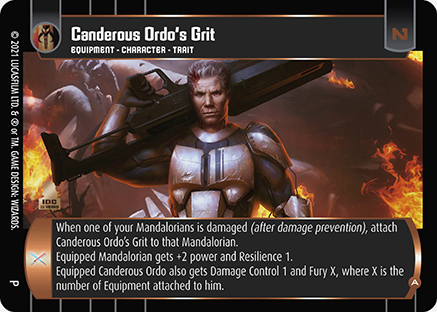 Canderous Ordo's Grit
EQUIPMENT • CHARACTER • TRAIT
N
© 2021 LUCASFILM LTD. & ® or TM. GAME DESIGN: WIZARDS.
100
When one of your Mandalorians is damaged (after damage prevention), attach
Canderous Ordo's Grit to that Mandalorian.
Equipped Mandalorian gets +2 power and Resilience 1.
Equipped Canderous Ordo also gets Damage Control 1 and Fury X, where X is the
number of Equipment attached to him.
P
A